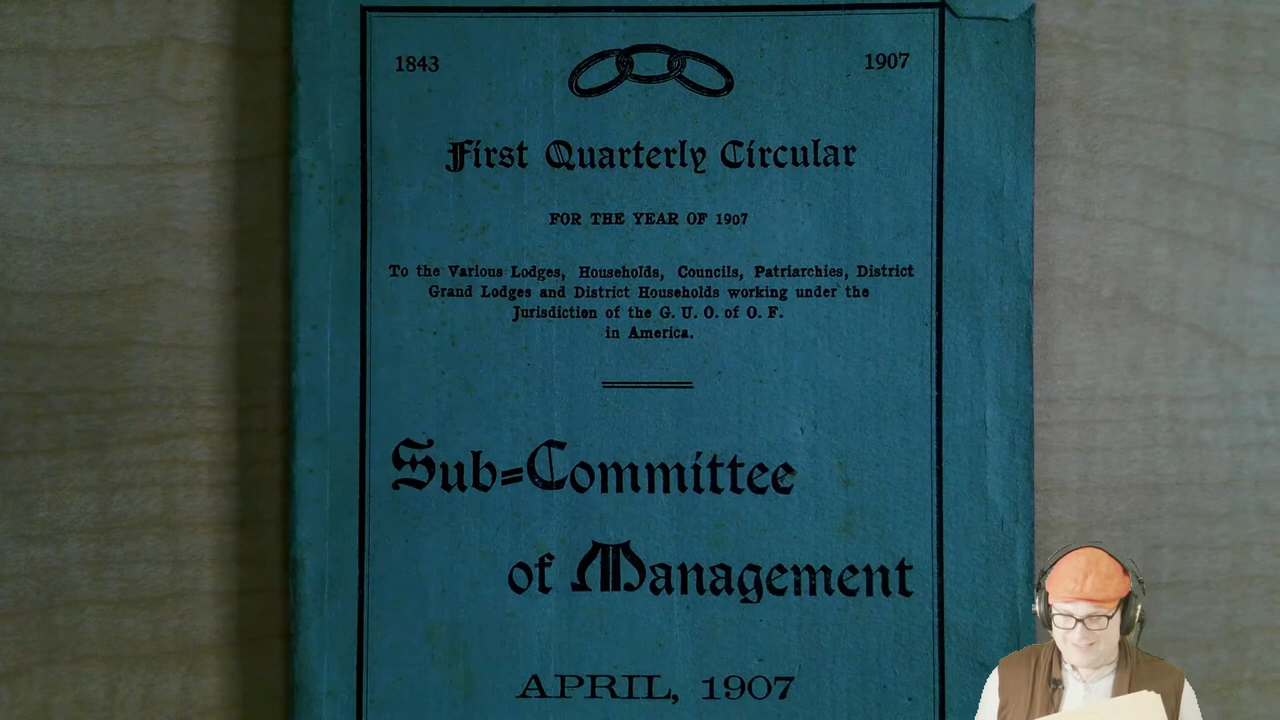 1843 1907
First Quarterly Circular
FOR THE YEAR OF 1907
To the Various Lodges, Households, Councils, Patriarchies, District
Grand Lodges and District Households working under the
Jurisdiction of the G. U. O. of O. F.
in America.
Sub=Committee
of Management
APRIL, 1907